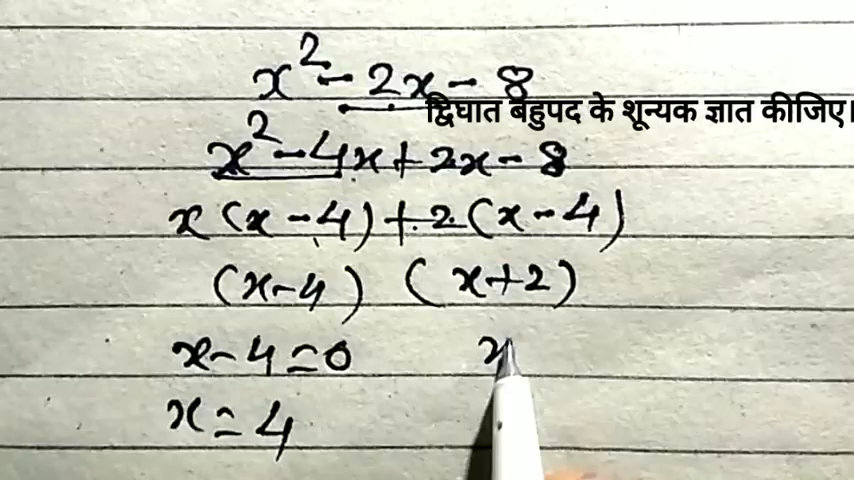 x² - 2x - 8
द्विघात बहुपद के शून्यक ज्ञात कीजिए।
x² - 4x + 2x - 8
x (x - 4) + 2 (x - 4)
(x - 4) (x + 2)
x - 4 = 0 x
x = 4